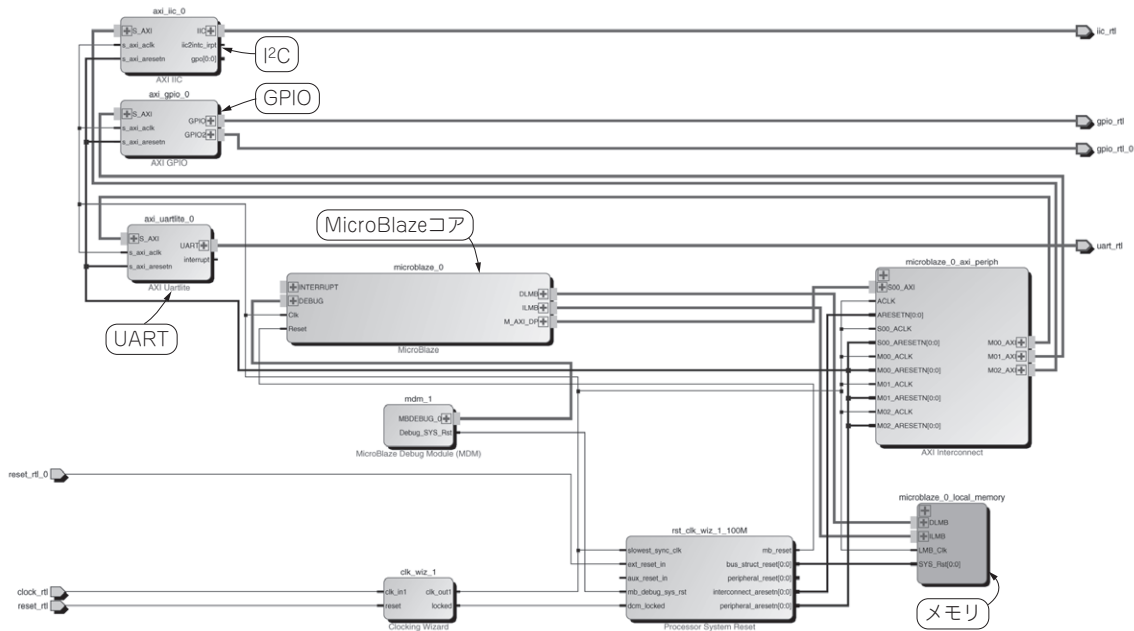 axi_iic_0
S_AXI
s_axi_aclk
s_axi_aresetn
IIC
iic2intc_irpt
gpo[0:0]
AXI IIC
I²C
iic_rtl
axi_gpio_0
S_AXI
s_axi_aclk
s_axi_aresetn
GPIO
GPIO2
AXI GPIO
GPIO
gpio_rtl
gpio_rtl_0
axi_uartlite_0
S_AXI
s_axi_aclk
s_axi_aresetn
UART
interrupt
AXI Uartlite
UART
uart_rtl
MicroBlazeコア
microblaze_0
INTERRUPT
DEBUG
Clk
Reset
DLMB
ILMB
M_AXI_DP
MicroBlaze
microblaze_0_axi_periph
S00_AXI
ACLK
ARESETN[0:0]
S00_ACLK
S00_ARESETN[0:0]
M00_ACLK
M00_ARESETN[0:0]
M01_ACLK
M01_ARESETN[0:0]
M02_ACLK
M02_ARESETN[0:0]
M00_AXI
M01_AXI
M02_AXI
AXI Interconnect
mdm_1
MBDEBUG_0
Debug_SYS_Rst
MicroBlaze Debug Module (MDM)
reset_rtl_0
microblaze_0_local_memory
DLMB
ILMB
LMB_Clk
SYS_Rst[0:0]
メモリ
rst_clk_wiz_1_100M
slowest_sync_clk
ext_reset_in
aux_reset_in
mb_debug_sys_rst
dcm_locked
mb_reset
bus_struct_reset[0:0]
peripheral_reset[0:0]
interconnect_aresetn[0:0]
peripheral_aresetn[0:0]
Processor System Reset
clock_rtl
reset_rtl
clk_wiz_1
clk_in1
reset
clk_out1
locked
Clocking Wizard